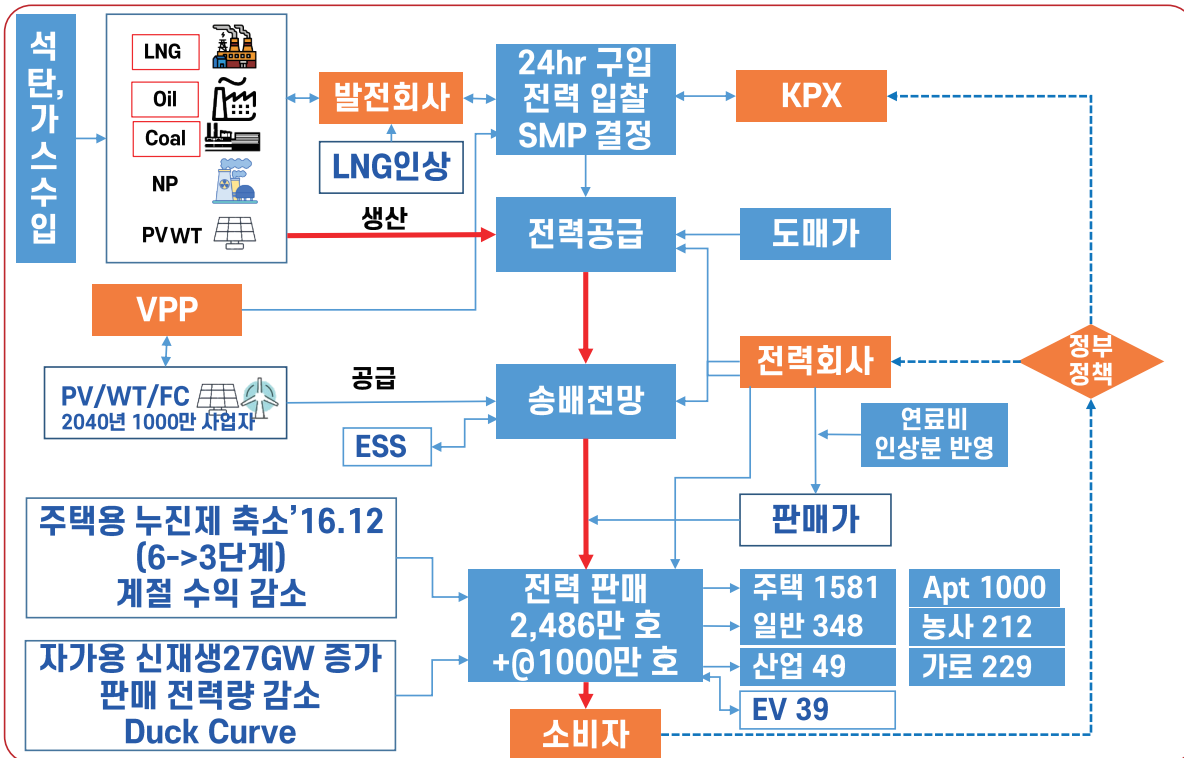 석
탄,
가
스
수
입
LNG
Oil
Coal
NP
PV WT
발전회사
LNG인상
24hr 구입
전력 입찰
SMP 결정
KPX
생산
전력공급
도매가
VPP
PV/WT/FC
2040년 1000만 사업자
공급
송배전망
ESS
전력회사
정부
정책
연료비
인상분 반영
판매가
주택용 누진제 축소’16.12
(6->3단계)
계절 수익 감소
자가용 신재생27GW 증가
판매 전력량 감소
Duck Curve
전력 판매
2,486만 호
+@1000만 호
주택 1581
Apt 1000
일반 348
농사 212
산업 49
가로 229
EV 39
소비자